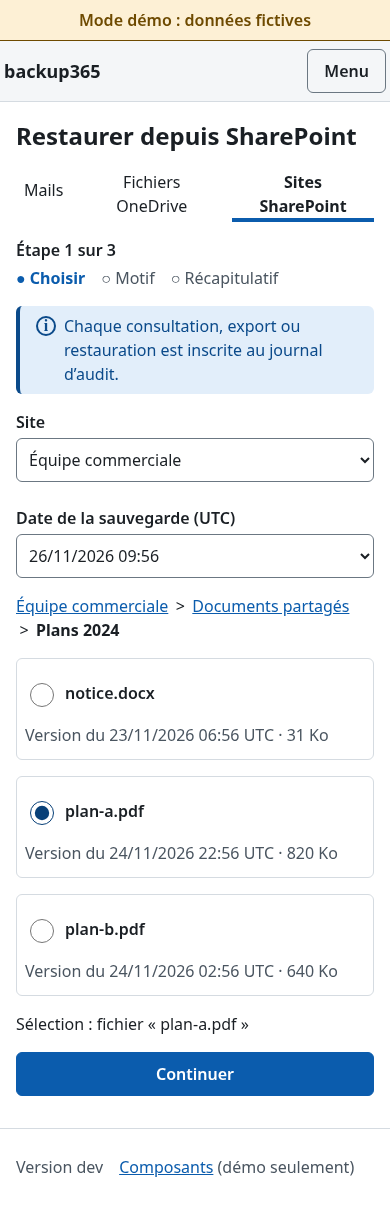 Mode démo : données fictives
backup365
Menu
Restaurer depuis SharePoint
Mails
Fichiers OneDrive
Sites SharePoint
Étape 1 sur 3
● Choisir ○ Motif ○ Récapitulatif
Chaque consultation, export ou
restauration est inscrite au journal
d’audit.
Site
Équipe commerciale
Date de la sauvegarde (UTC)
26/11/2026 09:56
Équipe commerciale > Documents partagés
> Plans 2024
notice.docx
Version du 23/11/2026 06:56 UTC · 31 Ko
plan-a.pdf
Version du 24/11/2026 22:56 UTC · 820 Ko
plan-b.pdf
Version du 24/11/2026 02:56 UTC · 640 Ko
Sélection : fichier « plan-a.pdf »
Continuer
Version dev Composants (démo seulement)